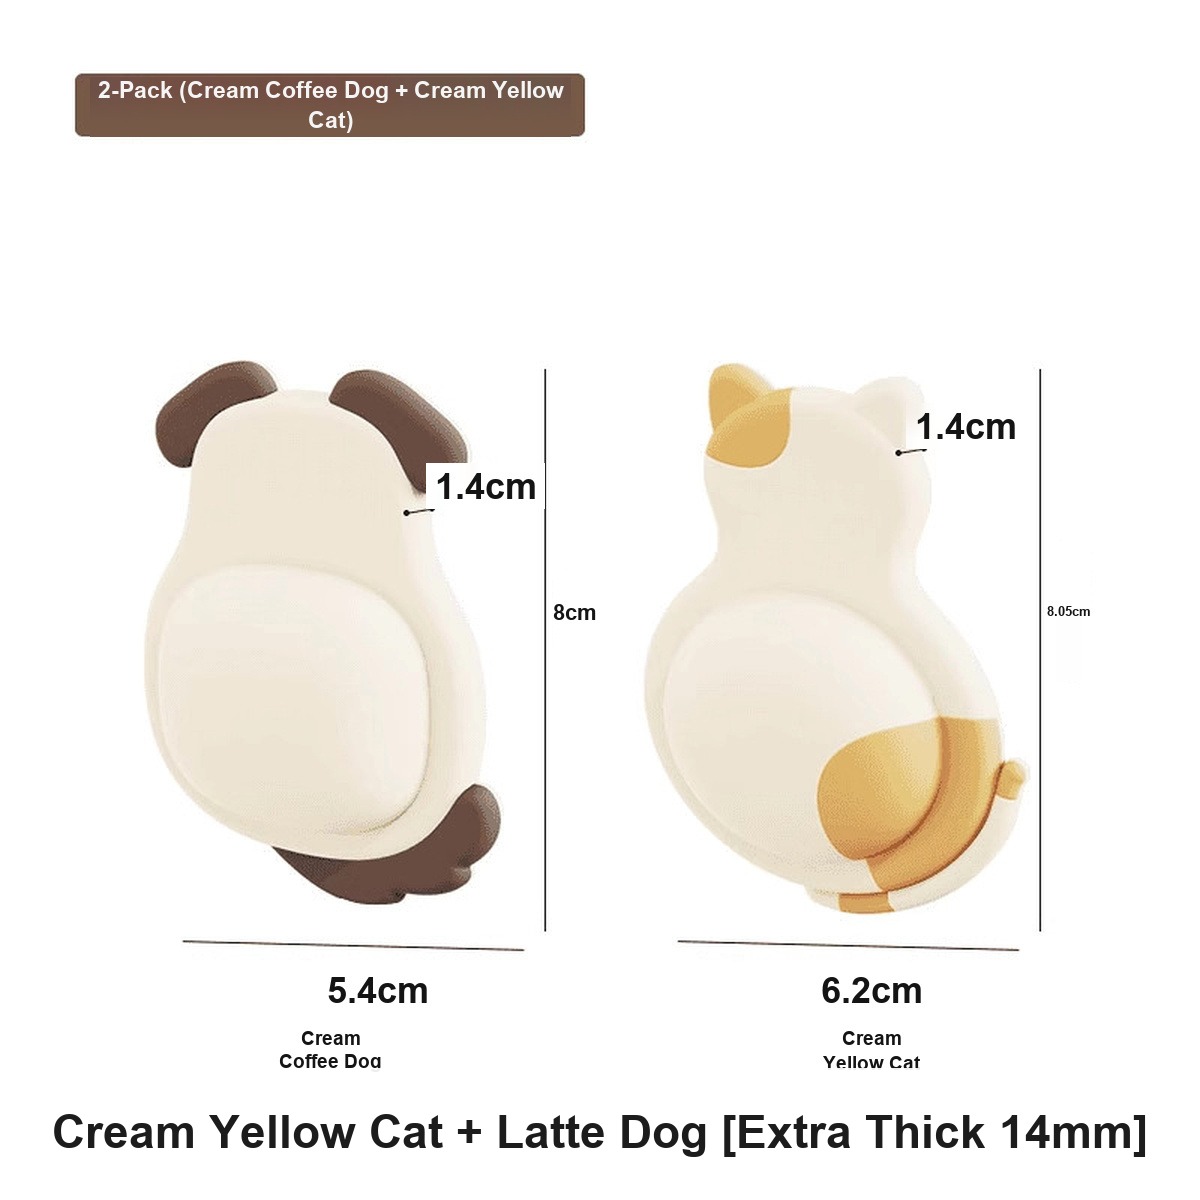 2-Pack (Cream Coffee Dog + Cream Yellow
Cat)
1.4cm
1.4cm
8cm
8.05cm
5.4cm
6.2cm
Cream
Coffee Dog
Cream
Yellow Cat
Cream Yellow Cat + Latte Dog [Extra Thick 14mm]